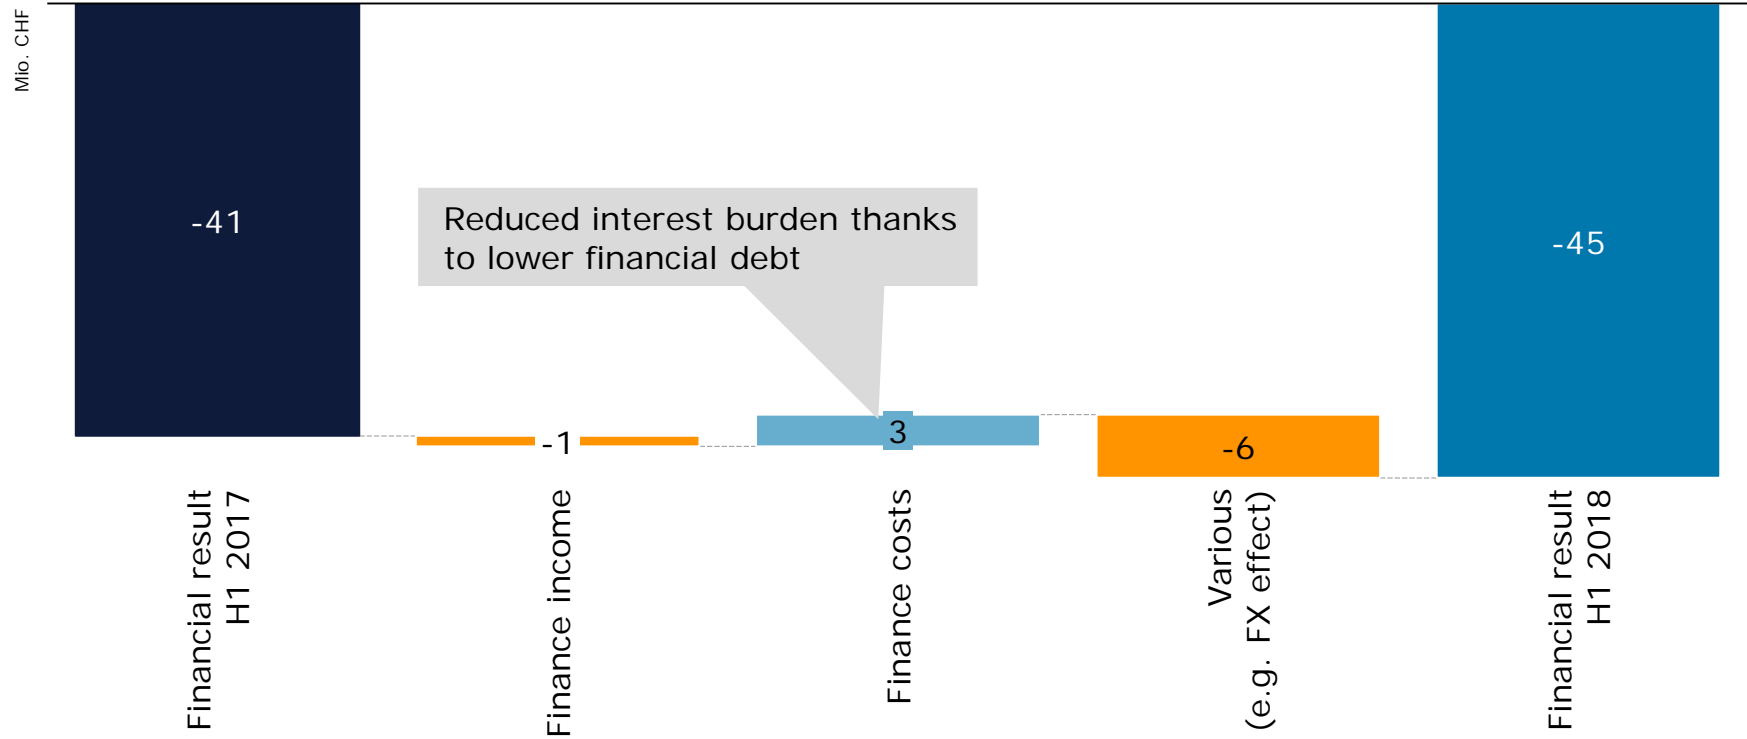 Mio. CHF
-41
Reduced interest burden thanks
to lower financial debt
-45
-1
3
-6
Financial result
H1 2017
Finance income
Finance costs
Various
(e.g. FX effect)
Financial result
H1 2018